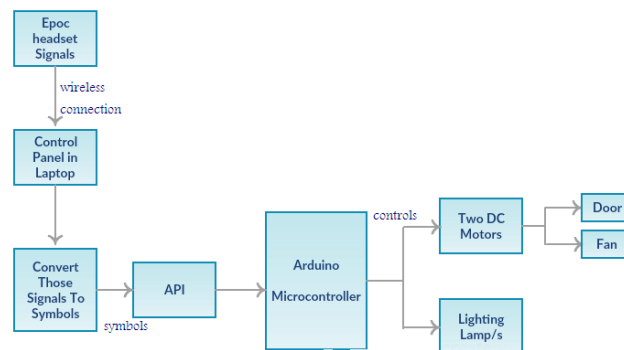 Epoc
headset
Signals
wireless
connection
Control
Panel in
Laptop
Convert
Those
Signals To
Symbols
symbols
API
Arduino
Microcontroller
controls
Two DC
Motors
Door
Fan
Lighting
Lamp/s